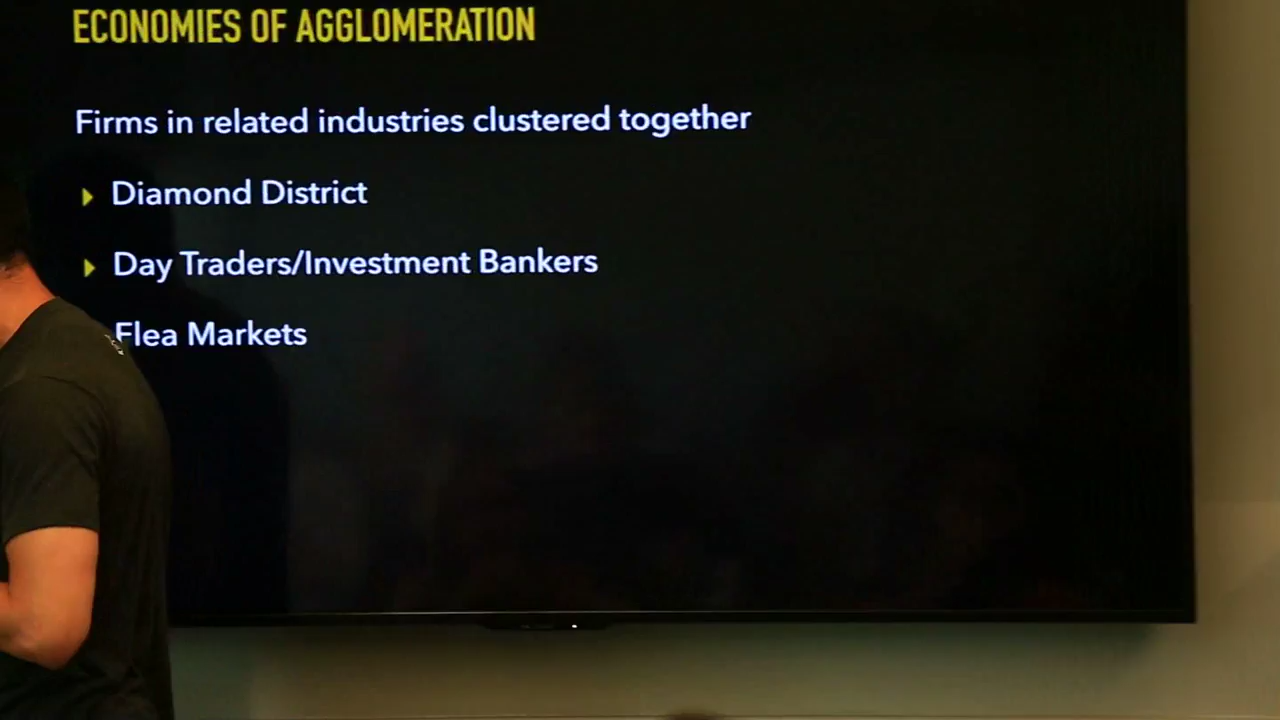 ECONOMIES OF AGGLOMERATION
Firms in related industries clustered together
Diamond District
Day Traders/Investment Bankers
Flea Markets